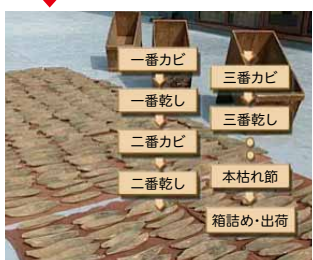 一番カビ
一番乾し
二番カビ
二番乾し
三番カビ
三番乾し
本枯れ節
箱詰め・出荷